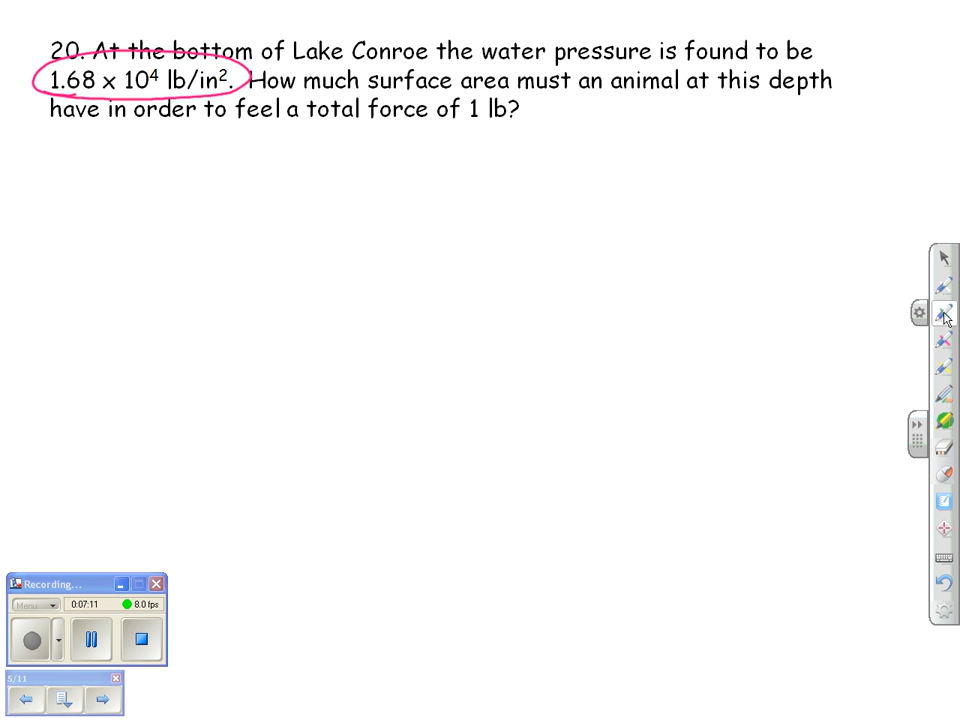 20. At the bottom of Lake Conroe the water pressure is found to be
1.68 x 10⁴ lb/in². How much surface area must an animal at this depth
have in order to feel a total force of 1 lb?
Recording...
Menu
0:07:11
8.0 fps
5/11